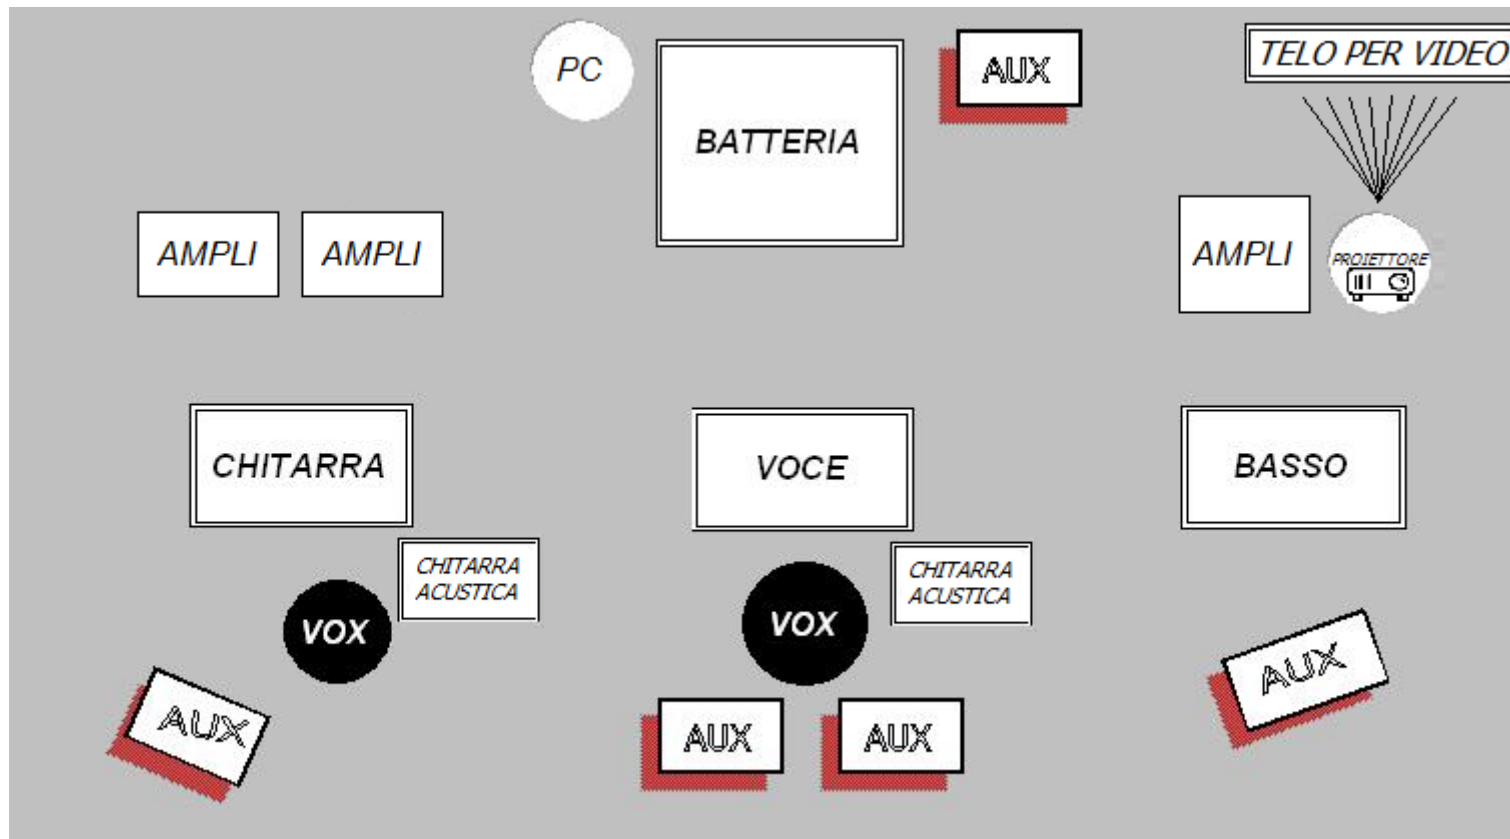 PC
BATTERIA
AUX
TELO PER VIDEO
AMPLI
AMPLI
AMPLI
PROIETTORE
CHITARRA
VOCE
BASSO
CHITARRA
ACUSTICA
CHITARRA
ACUSTICA
VOX
VOX
AUX
AUX
AUX
AUX